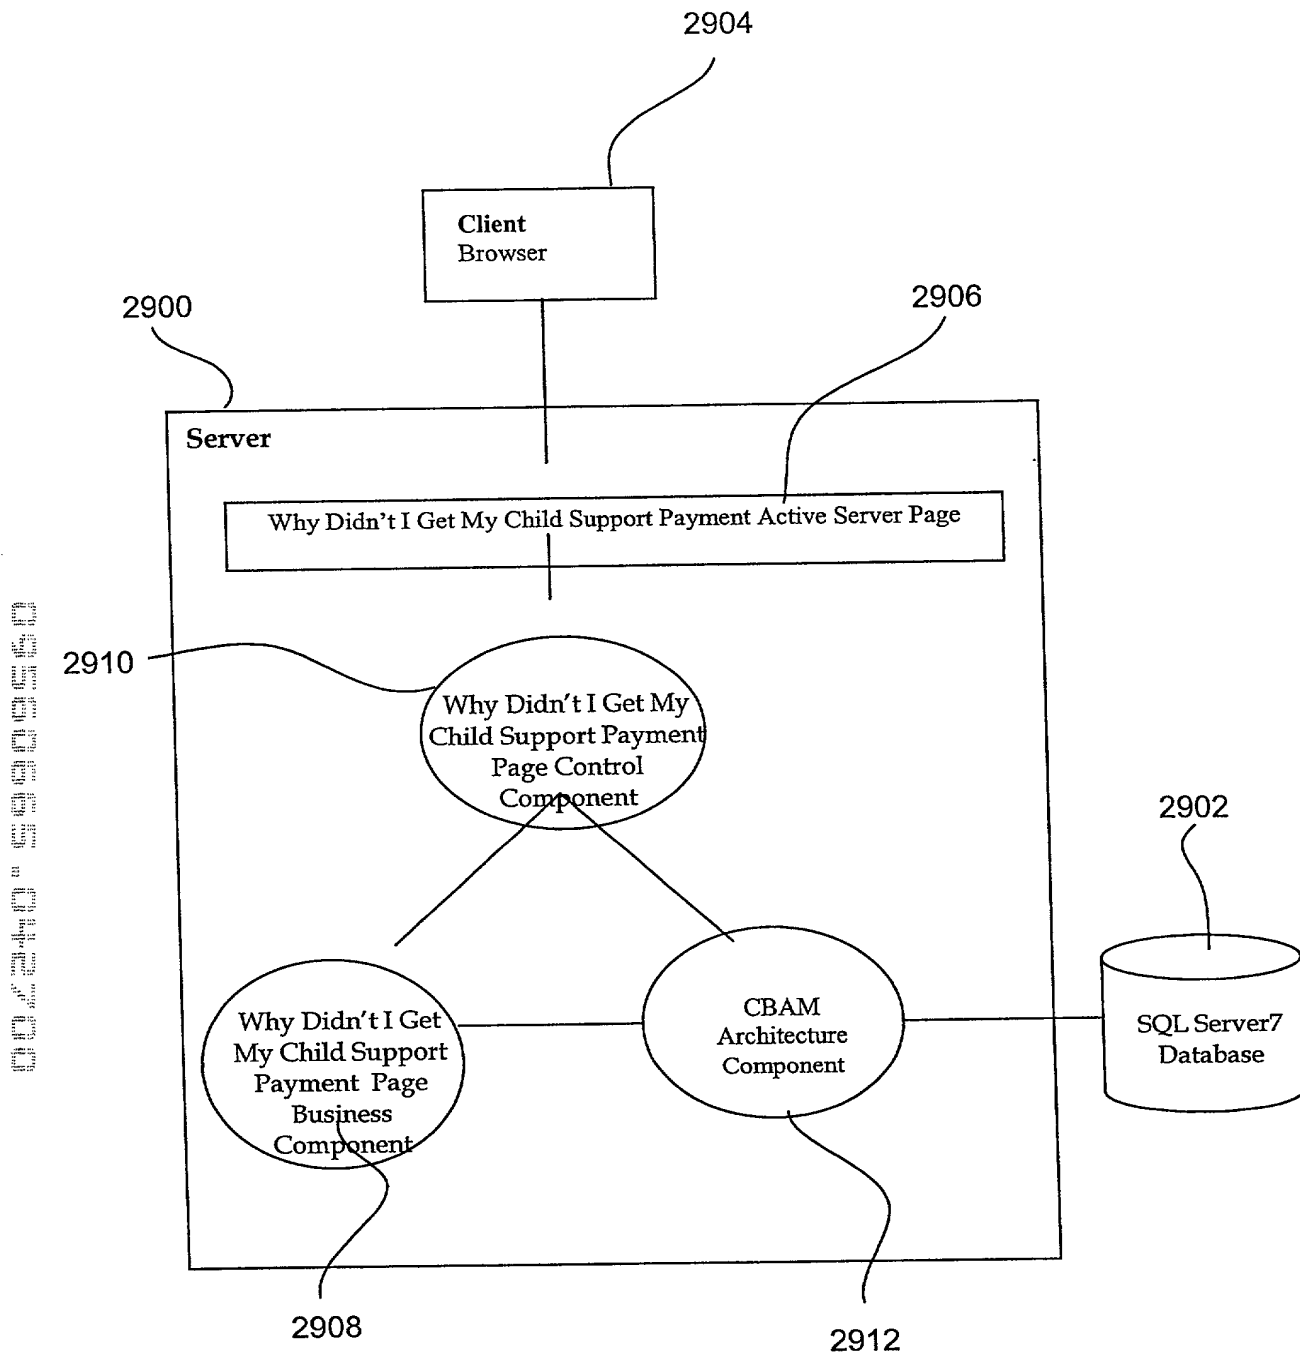 2904
Client
Browser
2900
2906
Server
Why Didn't I Get My Child Support Payment Active Server Page
2910
Why Didn't I Get My
Child Support Payment
Page Control
Component
2902
CBAM
Architecture
Component
SQL Server7
Database
Why Didn't I Get
My Child Support
Payment Page
Business
Component
2908
2912
09560665.042700